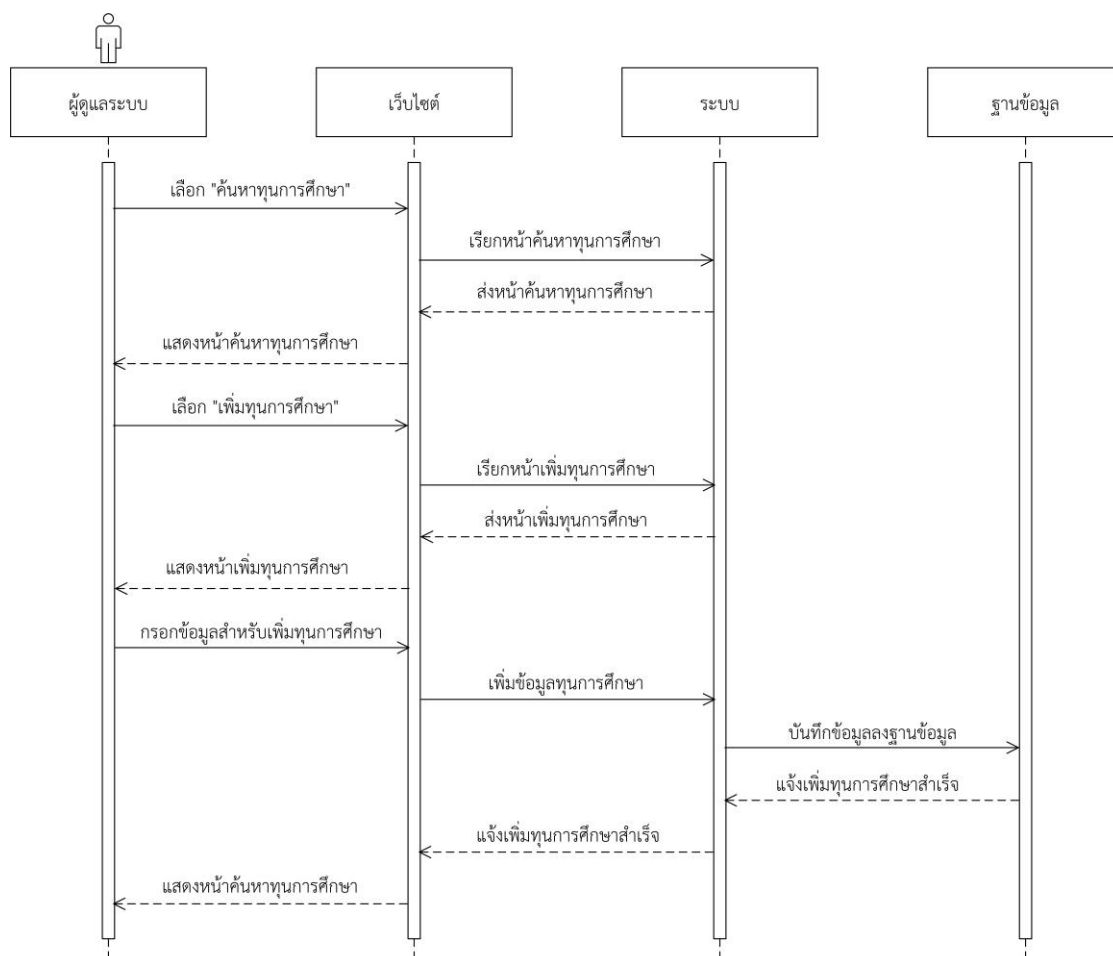 ผู้ดูแลระบบ
เว็บไซต์
ระบบ
ฐานข้อมูล
เลือก "ค้นหาทุนการศึกษา"
เรียกหน้าค้นหาทุนการศึกษา
ส่งหน้าค้นหาทุนการศึกษา
แสดงหน้าค้นหาทุนการศึกษา
เลือก "เพิ่มทุนการศึกษา"
เรียกหน้าเพิ่มทุนการศึกษา
ส่งหน้าเพิ่มทุนการศึกษา
แสดงหน้าเพิ่มทุนการศึกษา
กรอกข้อมูลสำหรับเพิ่มทุนการศึกษา
เพิ่มข้อมูลทุนการศึกษา
บันทึกข้อมูลลงฐานข้อมูล
แจ้งเพิ่มทุนการศึกษาสำเร็จ
แจ้งเพิ่มทุนการศึกษาสำเร็จ
แสดงหน้าค้นหาทุนการศึกษา